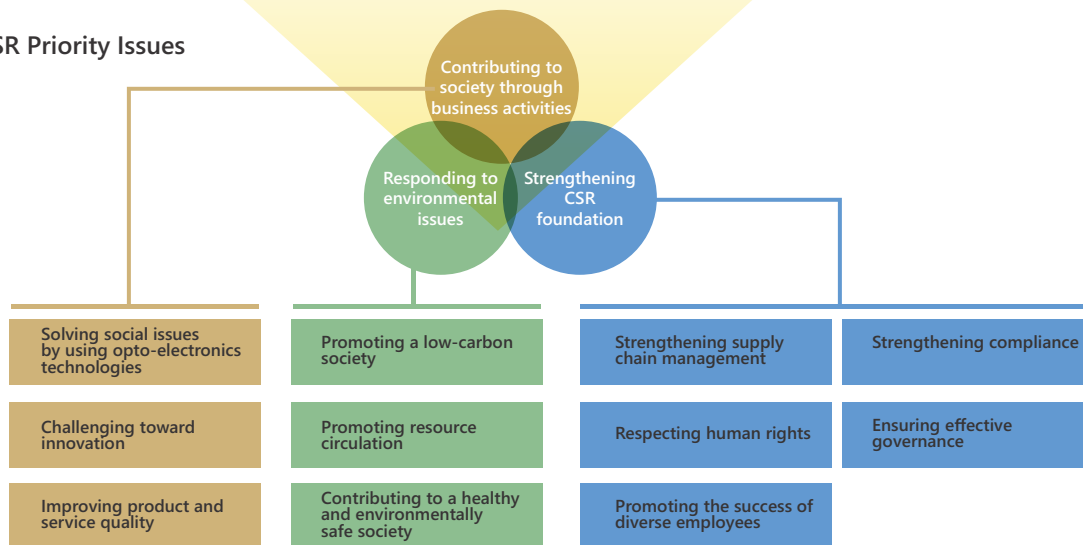 SR Priority Issues
Contributing to
society through
business activities
Responding to
environmental
issues
Strengthening
CSR
foundation
Solving social issues
by using opto-electronics
technologies
Challenging toward
innovation
Improving product and
service quality
Promoting a low-carbon
society
Promoting resource
circulation
Contributing to a healthy
and environmentally
safe society
Strengthening supply
chain management
Respecting human rights
Promoting the success of
diverse employees
Strengthening compliance
Ensuring effective
governance